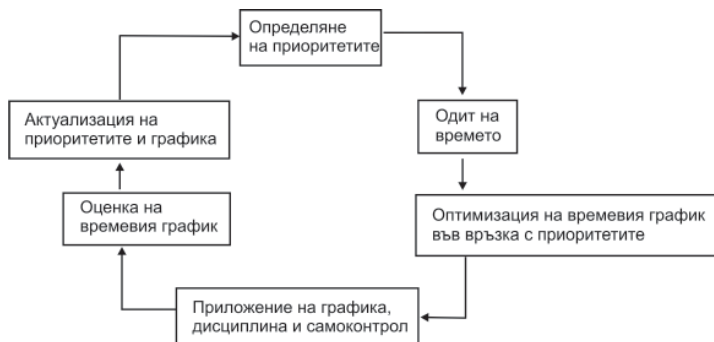 Определяне
на приоритетите
Одит на
времето
Оптимизация на времевия график
във връзка с приоритетите
Приложение на графика,
дисциплина и самоконтрол
Оценка на
времевия график
Актуализация на
приоритетите и графика